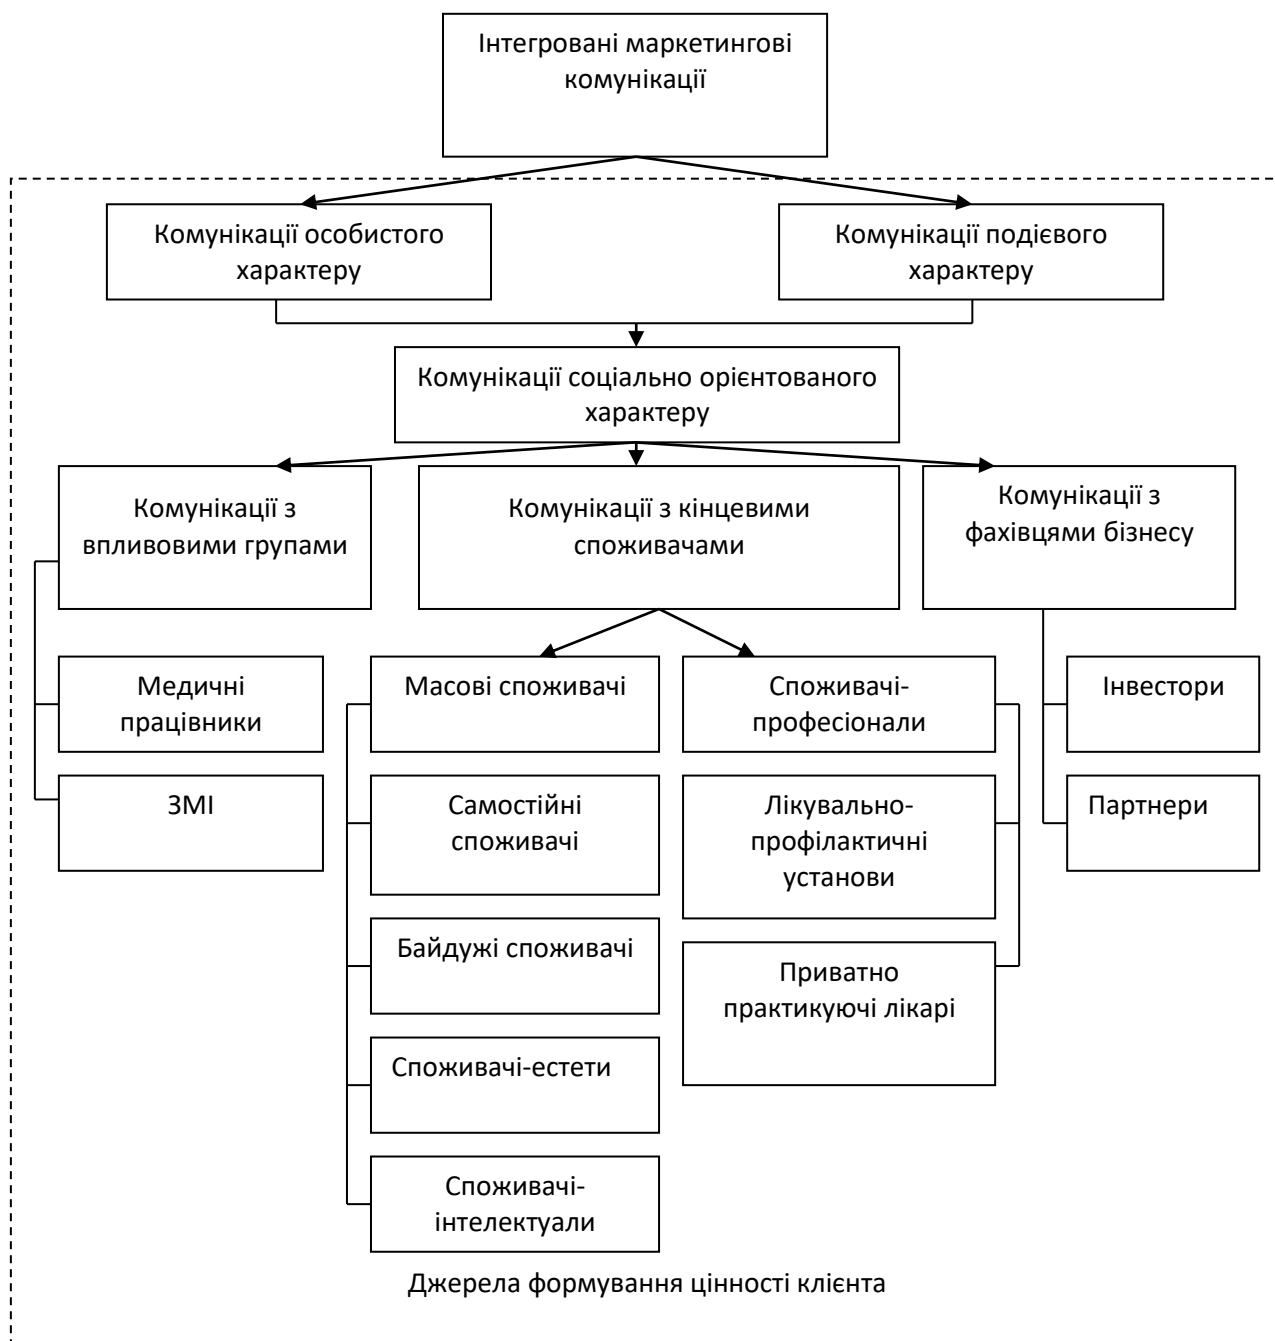 Інтегровані маркетингові
комунікації
Комунікації особистого
характеру
Комунікації подієвого
характеру
Комунікації соціально орієнтованого
характеру
Комунікації з
впливовими групами
Комунікації з кінцевими
споживачами
Комунікації з
фахівцями бізнесу
Медичні
працівники
ЗМІ
Масові споживачі
Самостійні
споживачі
Байдужі споживачі
Споживачі-естети
Споживачі-
інтелектуали
Споживачі-
професіонали
Лікувально-
профілактичні
установи
Приватно
практикуючі лікарі
Інвестори
Партнери
Джерела формування цінності клієнта